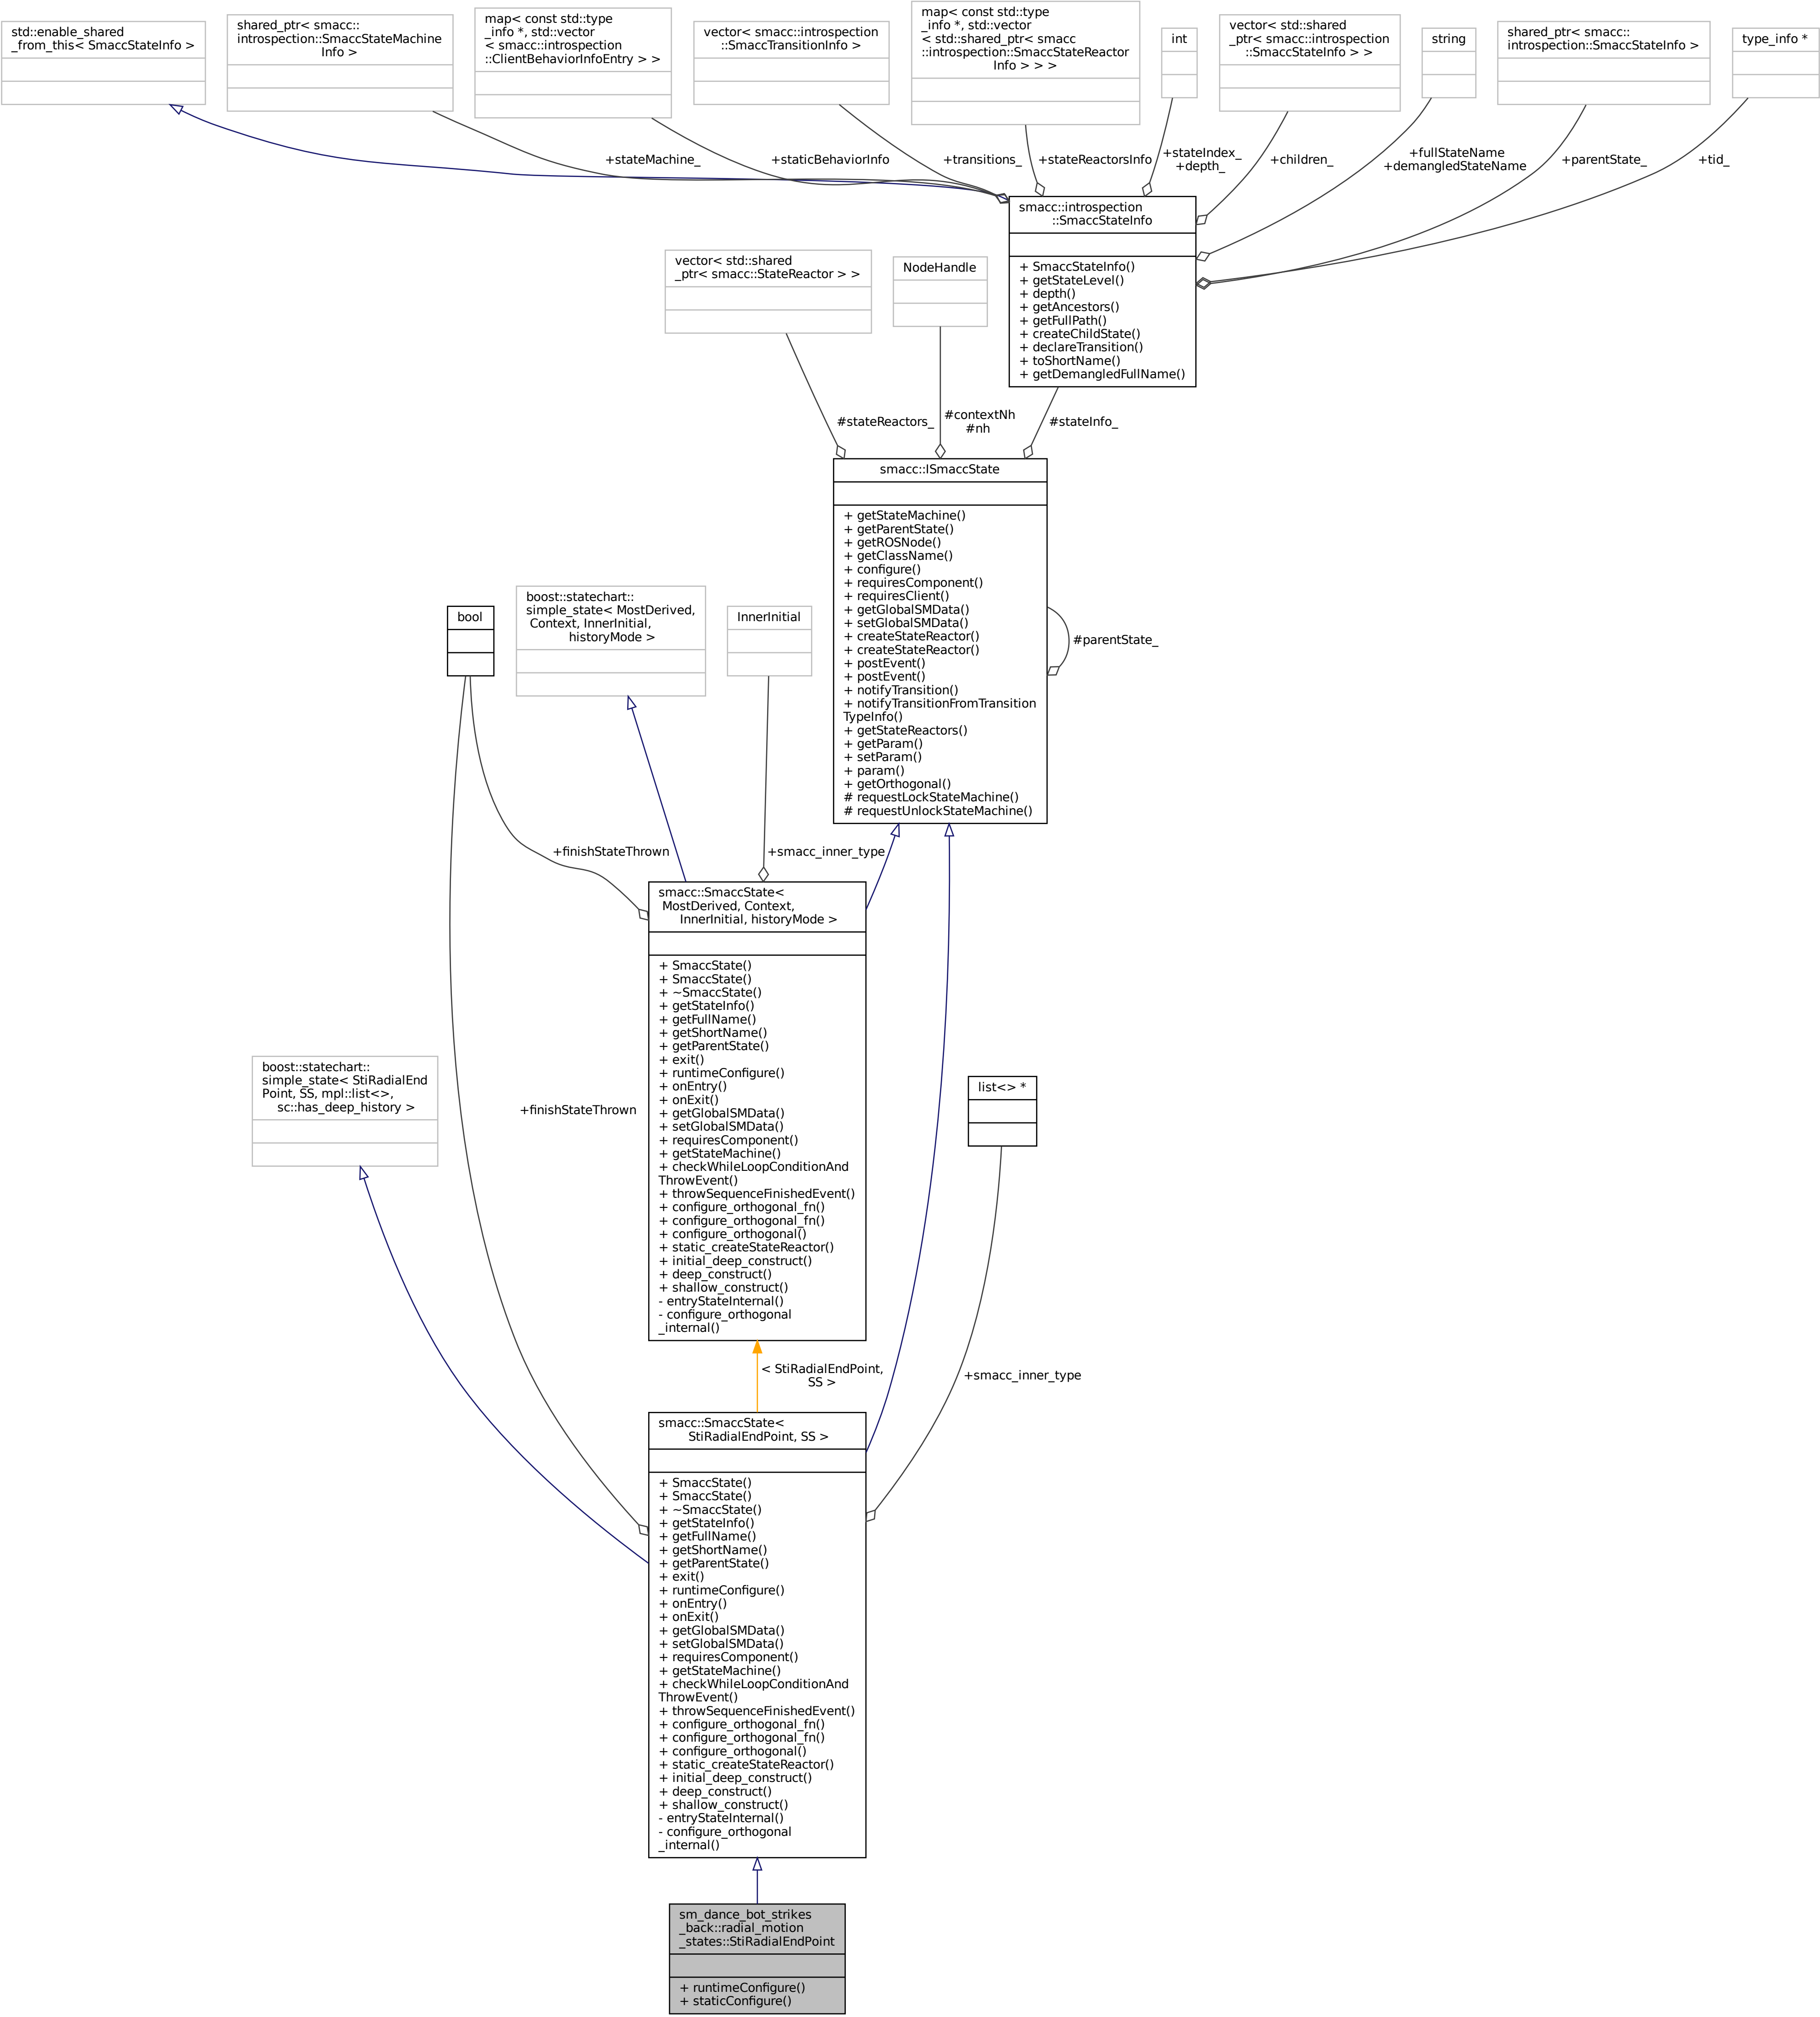 std::enable_shared
_from_this< SmaccStateInfo >
shared_ptr< smacc::
introspection::SmaccStateMachine
Info >
map< const std::type
_info *, std::vector
< smacc::introspection
::ClientBehaviorInfoEntry > >
vector< smacc::introspection
::SmaccTransitionInfo >
map< const std::type
_info *, std::vector
< std::shared_ptr< smacc
::introspection::SmaccStateReactor
Info > > >
int
vector< std::shared
_ptr< smacc::introspection
::SmaccStateInfo > >
string
shared_ptr< smacc::
introspection::SmaccStateInfo >
type_info *
+stateMachine_
+staticBehaviorInfo
+transitions_
+stateReactorsInfo
+stateIndex_
+depth_
+children_
+fullStateName
+demangledStateName
+parentState_
+tid_
smacc::introspection
::SmaccStateInfo
+ SmaccStateInfo()
+ getStateLevel()
+ depth()
+ getAncestors()
+ getFullPath()
+ createChildState()
+ declareTransition()
+ toShortName()
+ getDemangledFullName()
vector< std::shared
_ptr< smacc::StateReactor > >
NodeHandle
#stateReactors_
#contextNh
#nh
#stateInfo_
smacc::ISmaccState
+ getStateMachine()
+ getParentState()
+ getROSNode()
+ getClassName()
+ configure()
+ requiresComponent()
+ requiresClient()
+ getGlobalSMData()
+ setGlobalSMData()
+ createStateReactor()
+ createStateReactor()
+ postEvent()
+ postEvent()
+ notifyTransition()
+ notifyTransitionFromTransition
TypeInfo()
+ getStateReactors()
+ getParam()
+ setParam()
+ param()
+ getOrthogonal()
# requestLockStateMachine()
# requestUnlockStateMachine()
#parentState_
bool
boost::statechart::
simple_state< MostDerived,
Context, InnerInitial,
historyMode >
InnerInitial
+finishStateThrown
+smacc_inner_type
smacc::SmaccState<
MostDerived, Context,
InnerInitial, historyMode >
+ SmaccState()
+ SmaccState()
+ ~SmaccState()
+ getStateInfo()
+ getFullName()
+ getShortName()
+ getParentState()
+ exit()
+ runtimeConfigure()
+ onEntry()
+ onExit()
+ getGlobalSMData()
+ setGlobalSMData()
+ requiresComponent()
+ getStateMachine()
+ checkWhileLoopConditionAnd
ThrowEvent()
+ throwSequenceFinishedEvent()
+ configure_orthogonal_fn()
+ configure_orthogonal_fn()
+ configure_orthogonal()
+ static_createStateReactor()
+ initial_deep_construct()
+ deep_construct()
+ shallow_construct()
- entryStateInternal()
- configure_orthogonal
_internal()
boost::statechart::
simple_state< StiRadialEnd
Point, SS, mpl::list<>,
sc::has_deep_history >
+finishStateThrown
list<> *
< StiRadialEndPoint,
SS >
+smacc_inner_type
smacc::SmaccState<
StiRadialEndPoint, SS >
+ SmaccState()
+ SmaccState()
+ ~SmaccState()
+ getStateInfo()
+ getFullName()
+ getShortName()
+ getParentState()
+ exit()
+ runtimeConfigure()
+ onEntry()
+ onExit()
+ getGlobalSMData()
+ setGlobalSMData()
+ requiresComponent()
+ getStateMachine()
+ checkWhileLoopConditionAnd
ThrowEvent()
+ throwSequenceFinishedEvent()
+ configure_orthogonal_fn()
+ configure_orthogonal_fn()
+ configure_orthogonal()
+ static_createStateReactor()
+ initial_deep_construct()
+ deep_construct()
+ shallow_construct()
- entryStateInternal()
- configure_orthogonal
_internal()
sm_dance_bot_strikes
_back::radial_motion
_states::StiRadialEndPoint
+ runtimeConfigure()
+ staticConfigure()